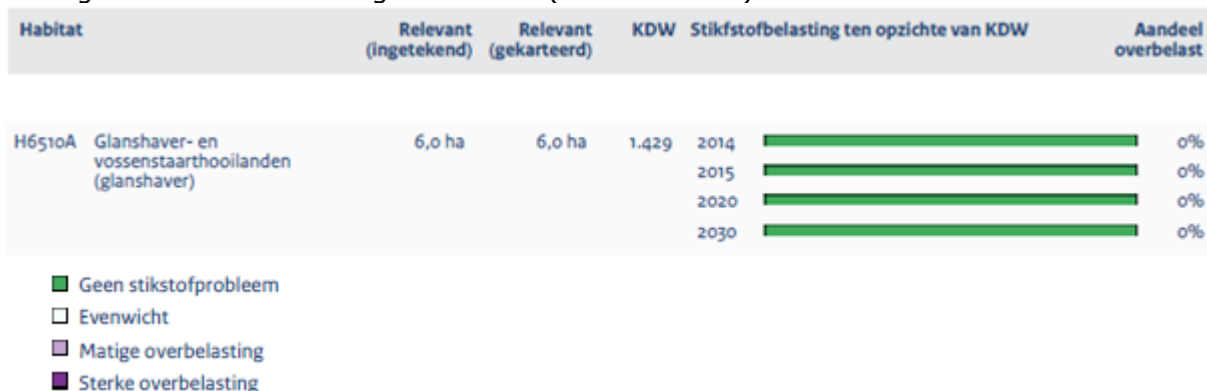 Habitat Relevant (ingetekend) Relevant (gekarteerd) KDW Stikfstofbelasting ten opzichte van KDW Aandeel overbelast
H6510A Glanshaver- en vossenstaarthooilanden (glanshaver) 6,0 ha 6,0 ha 1.429 2014 0%
2015 0%
2020 0%
2030 0%
Geen stikstofprobleem
Evenwicht
Matige overbelasting
Sterke overbelasting